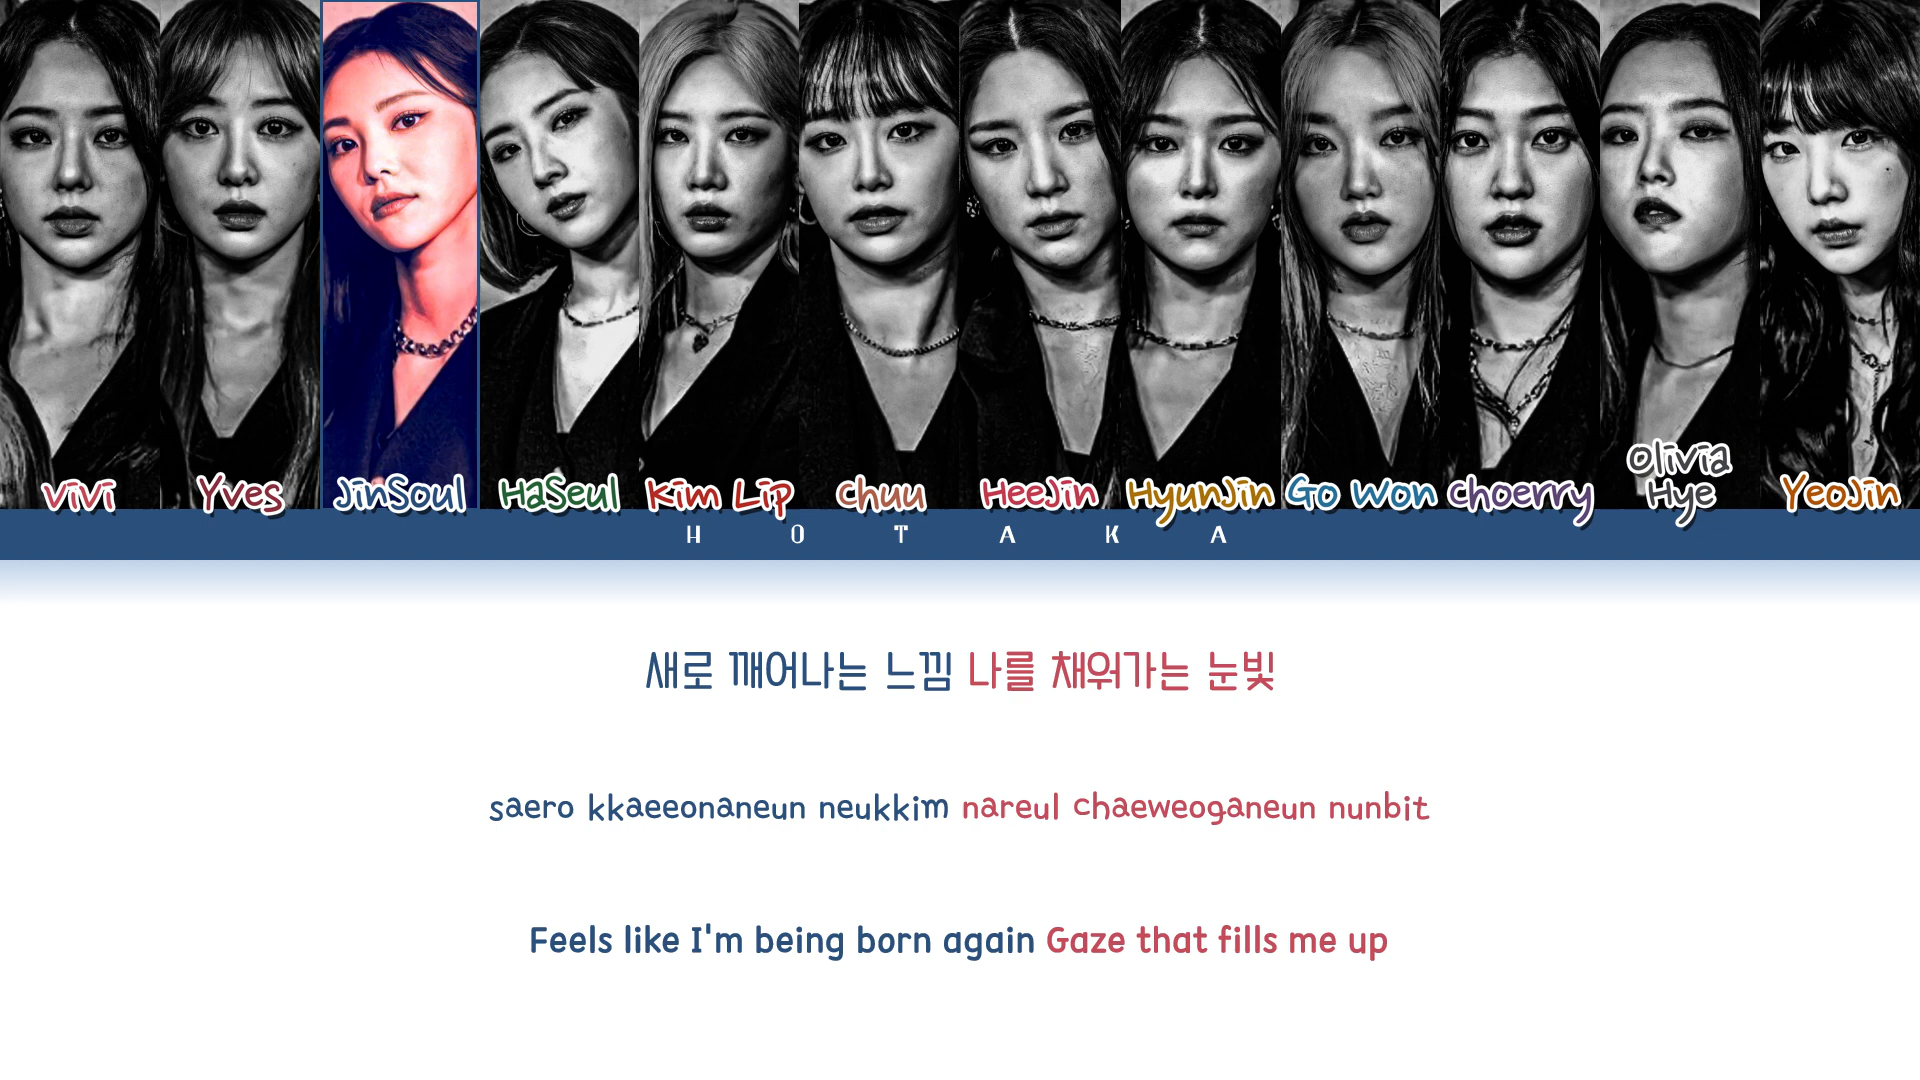 ViVi Yves JinSoul HaSeul Kim Lip Chuu HeeJin HyunJin Go Won Choerry Olivia Hye YeoJin
H O T A K A
새로 깨어나는 느낌 나를 채워가는 눈빛
saero kkaeeonaneun neukkim nareul chaeweoganeun nunbit
Feels like I'm being born again Gaze that fills me up